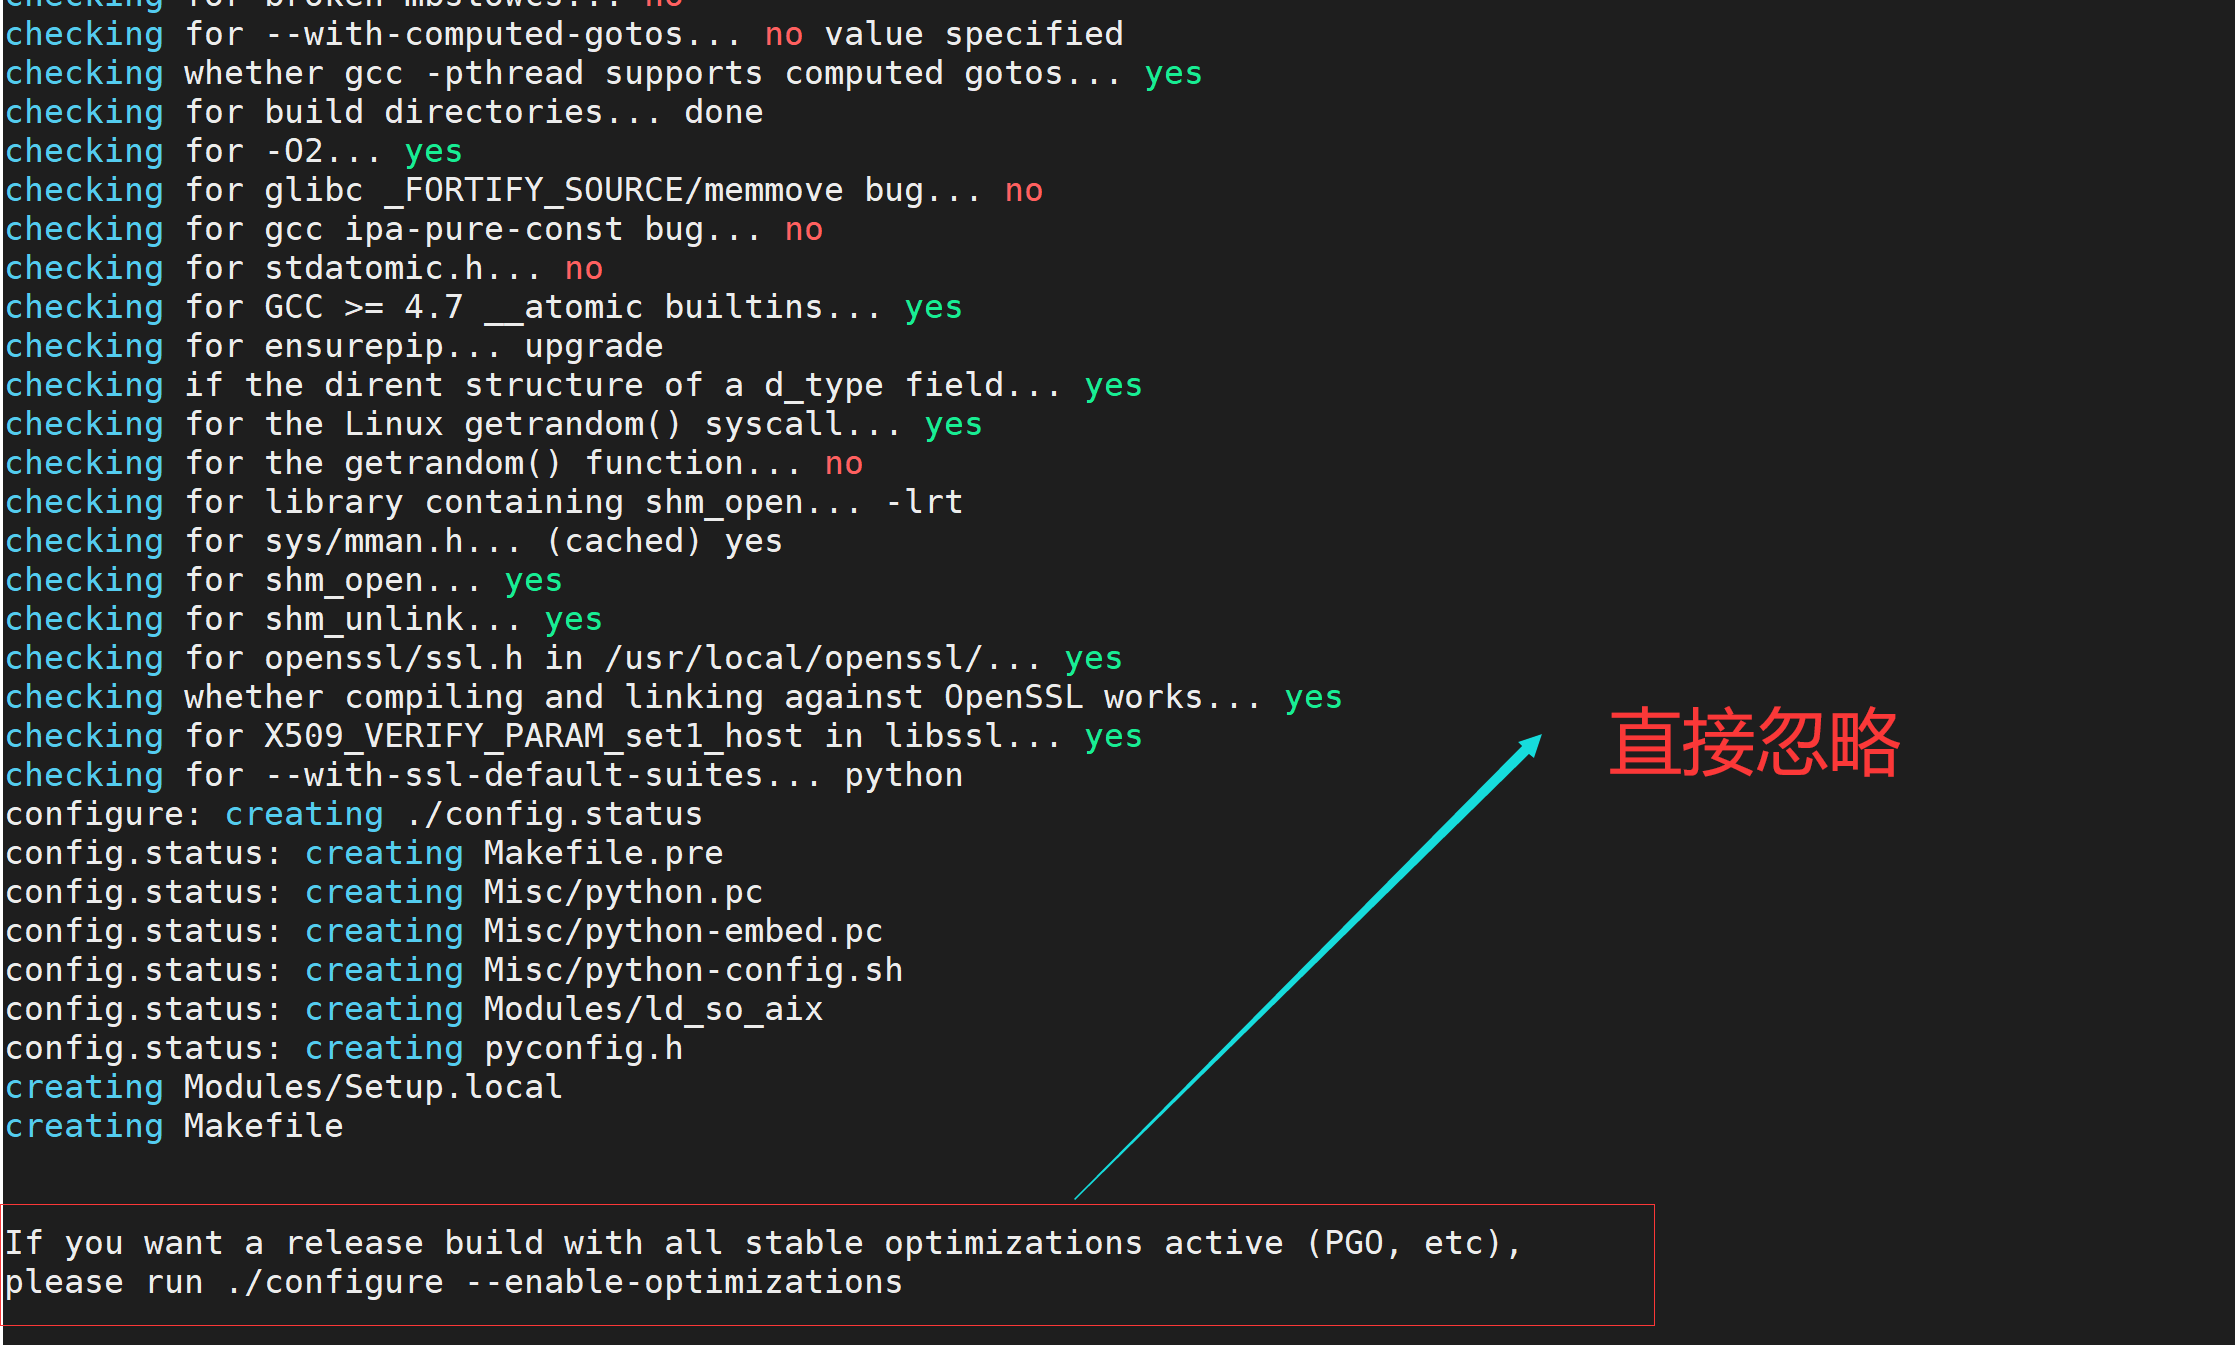 checking for broken mbstowcs... no
checking for --with-computed-gotos... no value specified
checking whether gcc -pthread supports computed gotos... yes
checking for build directories... done
checking for -O2... yes
checking for glibc _FORTIFY_SOURCE/memmove bug... no
checking for gcc ipa-pure-const bug... no
checking for stdatomic.h... no
checking for GCC >= 4.7 __atomic builtins... yes
checking for ensurepip... upgrade
checking if the dirent structure of a d_type field... yes
checking for the Linux getrandom() syscall... yes
checking for the getrandom() function... no
checking for library containing shm_open... -lrt
checking for sys/mman.h... (cached) yes
checking for shm_open... yes
checking for shm_unlink... yes
checking for openssl/ssl.h in /usr/local/openssl/... yes
checking whether compiling and linking against OpenSSL works... yes
checking for X509_VERIFY_PARAM_set1_host in libssl... yes
直接忽略
checking for --with-ssl-default-suites... python
configure: creating ./config.status
config.status: creating Makefile.pre
config.status: creating Misc/python.pc
config.status: creating Misc/python-embed.pc
config.status: creating Misc/python-config.sh
config.status: creating Modules/ld_so_aix
config.status: creating pyconfig.h
creating Modules/Setup.local
creating Makefile
If you want a release build with all stable optimizations active (PGO, etc),
please run ./configure --enable-optimizations